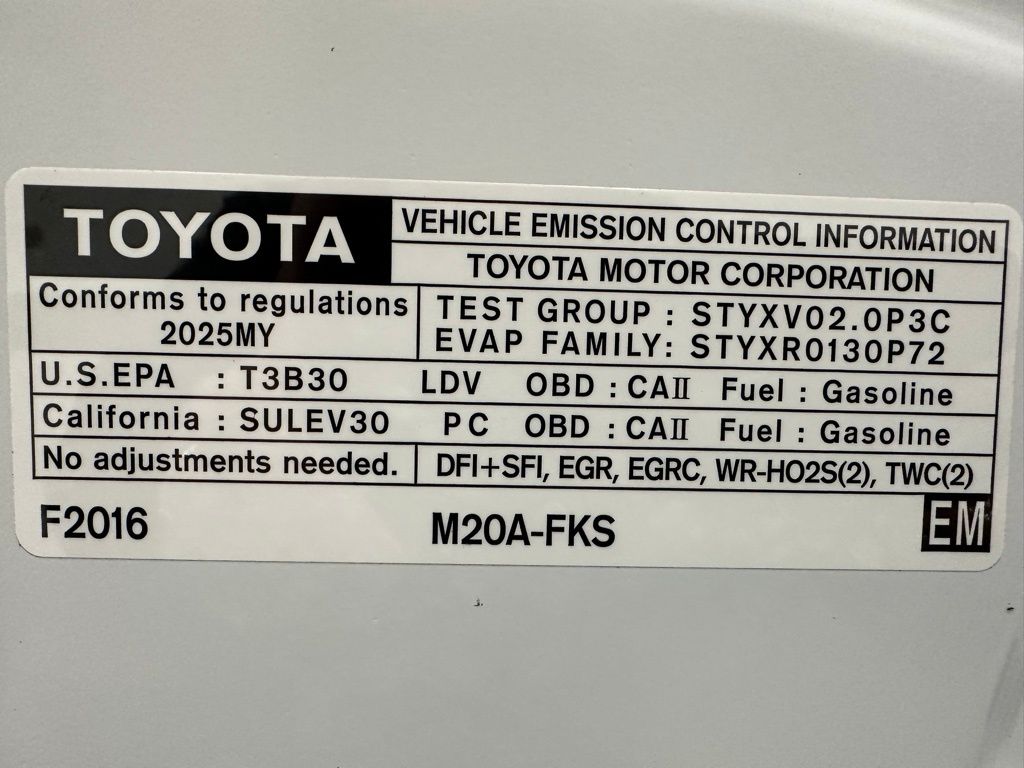 TOYOTA
VEHICLE EMISSION CONTROL INFORMATION
TOYOTA MOTOR CORPORATION
Conforms to regulations
2025MY
TEST GROUP : STYXV02.0P3C
EVAP FAMILY: STYXR0130P72
U.S.EPA : T3B30 LDV OBD : CAⅡ Fuel : Gasoline
California : SULEV30 PC OBD : CAⅡ Fuel : Gasoline
No adjustments needed.
DFI+SFI, EGR, EGRC, WR-HO2S(2), TWC(2)
F2016 M20A-FKS EM